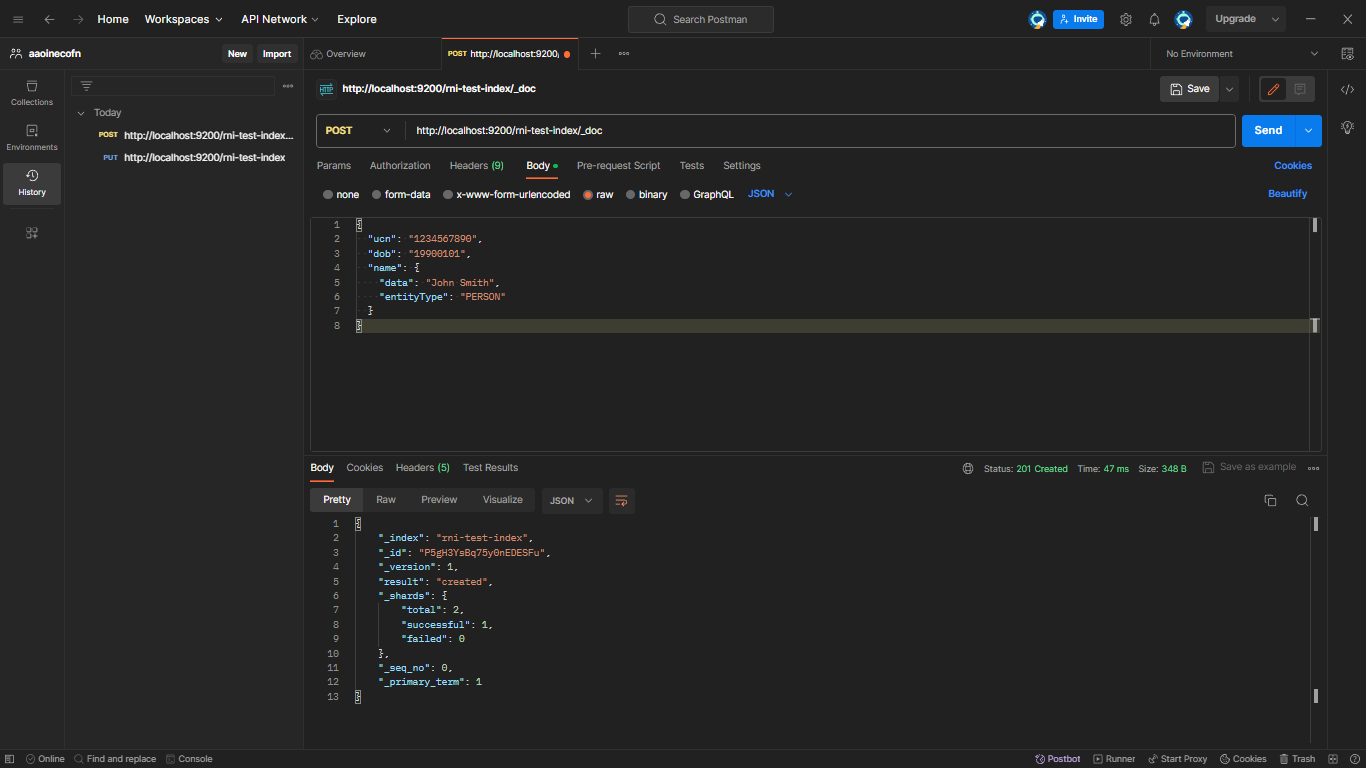 Home Workspaces API Network Explore Search Postman Invite Upgrade
aaoinecofn New Import Overview POST http://localhost:9200/ No Environment
HTTP http://localhost:9200/rni-test-index/_doc Save
Collections
Today
POST http://localhost:9200/rni-test-index...
PUT http://localhost:9200/rni-test-index
Environments
History
POST http://localhost:9200/rni-test-index/_doc Send
Params Authorization Headers (9) Body Pre-request Script Tests Settings Cookies
none form-data x-www-form-urlencoded raw binary GraphQL JSON Beautify
1 {
2 "ucn": "1234567890",
3 "dob": "19900101",
4 "name": {
5 "data": "John Smith",
6 "entityType": "PERSON"
7 }
8 }
Body Cookies Headers (5) Test Results Status: 201 Created Time: 47 ms Size: 348 B Save as example
Pretty Raw Preview Visualize JSON
1 {
2 "_index": "rni-test-index",
3 "_id": "P5gH3YsBq75y0nEDESFu",
4 "_version": 1,
5 "result": "created",
6 "_shards": {
7 "total": 2,
8 "successful": 1,
9 "failed": 0
10 },
11 "_seq_no": 0,
12 "_primary_term": 1
13 }
Online Find and replace Console Postbot Runner Start Proxy Cookies Trash